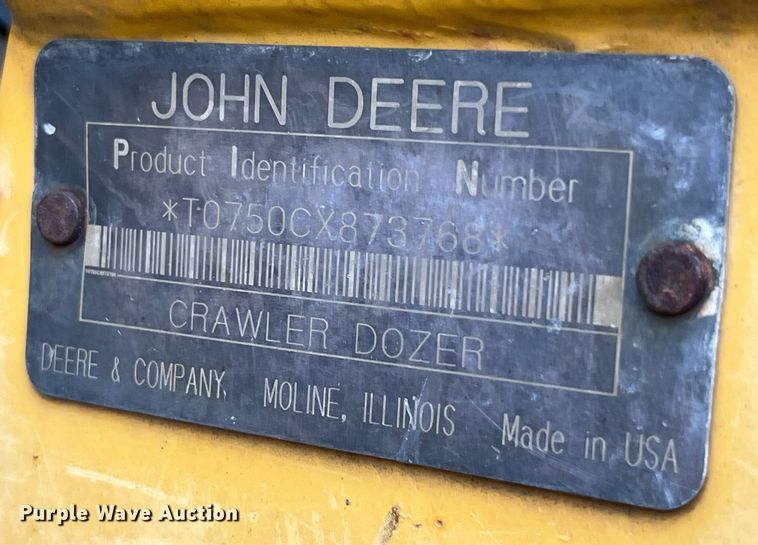 JOHN DEERE
Product Identification Number
*T0750CX873768*
CRAWLER DOZER
DEERE & COMPANY, MOLINE, ILLINOIS Made in USA
Purple Wave Auction